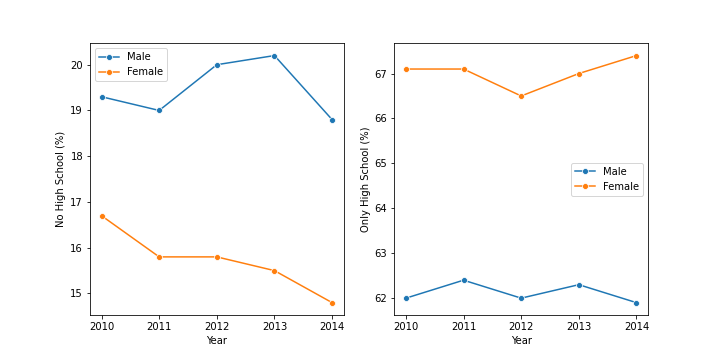 Male
Female
20
19
18
17
16
15
No High School (%)
2010 2011 2012 2013 2014
Year
67
66
65
64
63
62
Only High School (%)
Male
Female
2010 2011 2012 2013 2014
Year